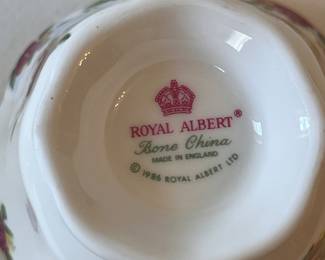 ROYAL ALBERT®
Bone China
MADE IN ENGLAND
© 1986 ROYAL ALBERT LTD